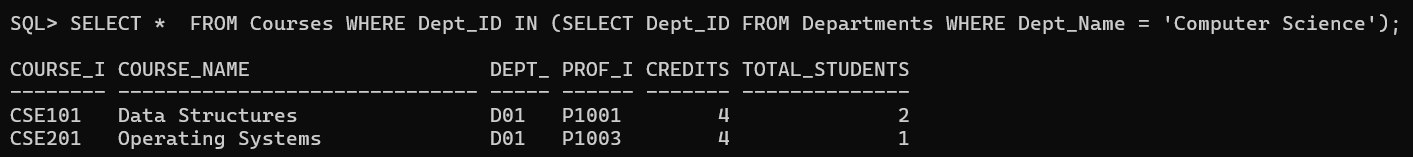 SQL> SELECT *  FROM Courses WHERE Dept_ID IN (SELECT Dept_ID FROM Departments WHERE Dept_Name = 'Computer Science');
COURSE_I COURSE_NAME                    DEPT_ PROF_I CREDITS TOTAL_STUDENTS
-------- ------------------------------ ----- ------ ------- --------------
CSE101   Data Structures                D01   P1001        4              2
CSE201   Operating Systems              D01   P1003        4              1